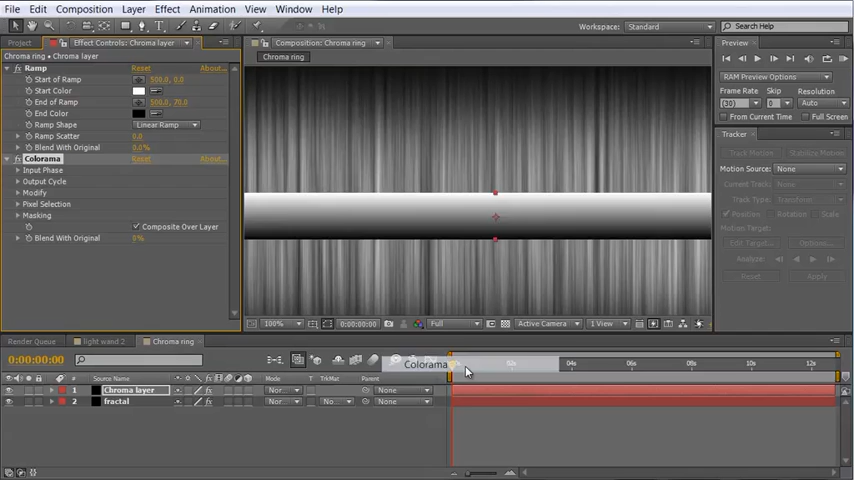 File Edit Composition Layer Effect Animation View Window Help
Workspace: Standard
Search Help
Project Effect Controls: Chroma layer
Composition: Chroma ring
Preview
Chroma ring • Chroma layer
Chroma ring
Ramp Reset About...
Start of Ramp 500.0, 0.0
Start Color
End of Ramp 500.0, 70.0
End Color
Ramp Shape Linear Ramp
Ramp Scatter 0.0
Blend With Original 0.0%
Colorama Reset About...
Input Phase
Output Cycle
Modify
Pixel Selection
Masking
Composite Over Layer
Blend With Original 0%
RAM Preview Options
Frame Rate Skip Resolution
(30) 0 Auto
From Current Time Full Screen
Tracker
Track Motion Stabilize Motion
Motion Source: None
Current Track:
Track Type: Transform
Position Rotation Scale
Motion Target:
Edit Target... Options...
Analyze:
Reset Apply
100% 0:00:00:00 Full Active Camera 1 View
Render Queue light wand 2 Chroma ring
0:00:00:00
Colorama
02s 04s 06s 08s 10s 12s
# Source Name Mode T TrkMat Parent
1 Chroma layer Nor... None
2 fractal Nor... No... None